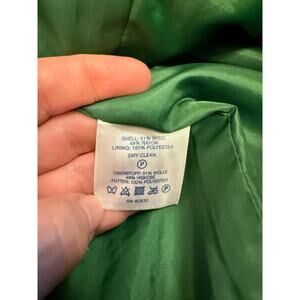 SHELL: 51% WOOL
49% RAYON
LINING: 100% POLYESTER
DRY CLEAN.
P
OBERSTOFF: 51% WOLLE
49% VISKOSE
FUTTER: 100% POLYESTER
P